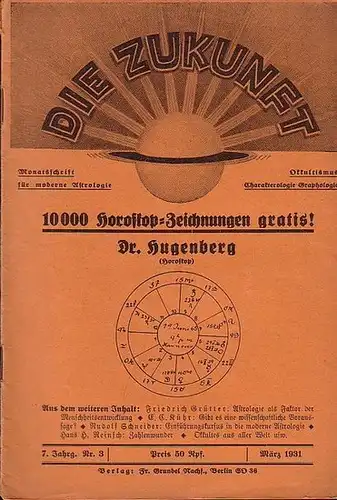 DIE ZUKUNFT
Monatsschrift
für moderne Astrologie
Okkultismus
Charakterologie Graphologie
10 000 Horoskop=Zeichnungen gratis!
Dr. Hugenberg
(Horoskop)
Hannover
Aus dem weiteren Inhalt: Friedrich Grütter: Astrologie als Faktor der
Menschheitsentwicklung • E. C. Kühr: Gibt es eine wissenschaftliche Voraus-
sage? • Rudolf Schneider: Einführungskursus in die moderne Astrologie •
Hans H. Reinsch: Zahlenwunder • Okkultes aus aller Welt usw.
7. Jahrg. Nr. 3 Preis 50 Rpf. März 1931
Verlag: Fr. Grundel Nachf., Berlin SO 36